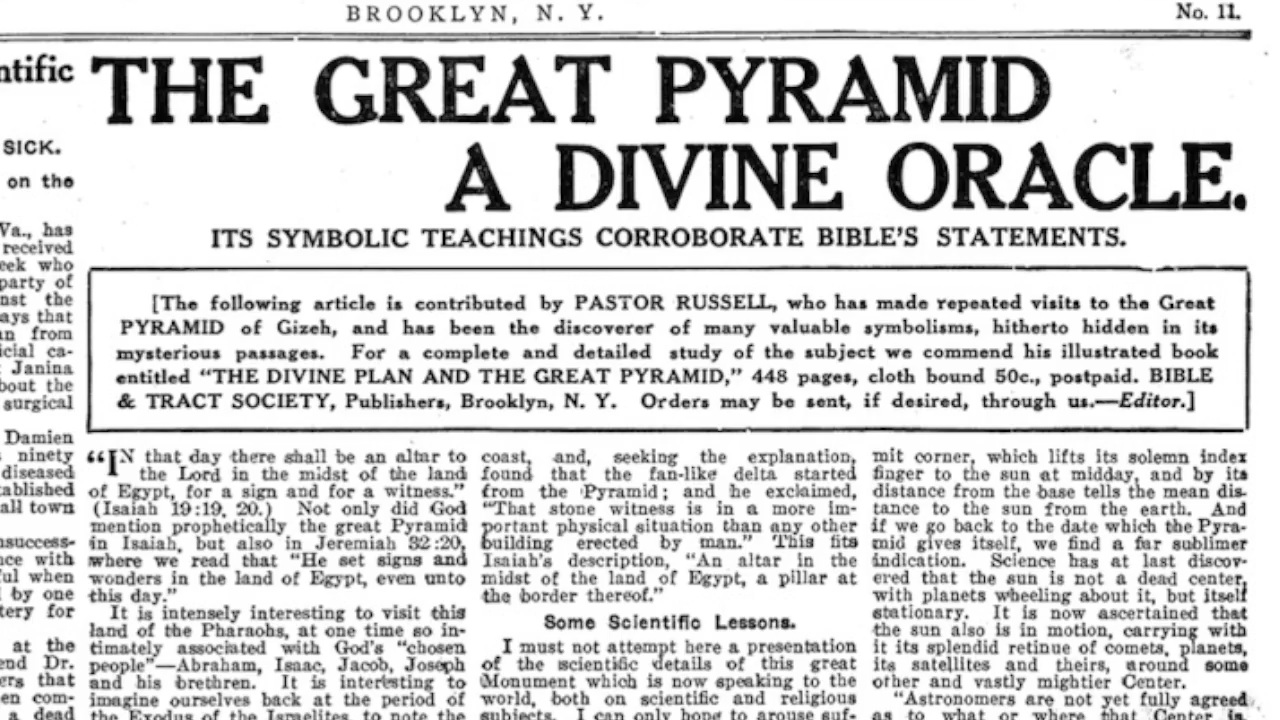 BROOKLYN, N. Y.
No. 11.
THE GREAT PYRAMID
A DIVINE ORACLE.
ITS SYMBOLIC TEACHINGS CORROBORATE BIBLE'S STATEMENTS.
[The following article is contributed by PASTOR RUSSELL, who has made repeated visits to the Great
PYRAMID of Gizeh, and has been the discoverer of many valuable symbolisms, hitherto hidden in its
mysterious passages. For a complete and detailed study of the subject we commend his illustrated book
entitled "THE DIVINE PLAN AND THE GREAT PYRAMID," 448 pages, cloth bound 50c., postpaid. BIBLE
& TRACT SOCIETY, Publishers, Brooklyn, N. Y. Orders may be sent, if desired, through us.—Editor.]
SICK.
on the
Va., has
received
who
party of
the
that
from
Janina
the
surgical
Damien
ninety
diseased
town
with
when
by one
for
at the
Dr.
that
a dead
"IN that day there shall be an altar to
the Lord in the midst of the land
of Egypt, for a sign and for a witness."
(Isaiah 19:19, 20.) Not only did God
mention prophetically the great Pyramid
in Isaiah, but also in Jeremiah 32:20,
where we read that "He set signs and
wonders in the land of Egypt, even unto
this day."
It is intensely interesting to visit this
land of the Pharaohs, at one time so in-
timately associated with God's "chosen
people"—Abraham, Isaac, Jacob, Joseph
and his brethren. It is interesting to
imagine ourselves back at the period of
the Exodus of the Israelites, to note the
coast, and, seeking the explanation,
found that the fan-like delta started
from the Pyramid; and he exclaimed,
"That stone witness is in a more im-
portant physical situation than any other
building erected by man." This fits
Isaiah's description, "An altar in the
midst of the land of Egypt, a pillar at
the border thereof."
Some Scientific Lessons.
I must not attempt here a presentation
of the scientific details of this great
Monument which is now speaking to the
world, both on scientific and religious
subjects. I can only hope to arouse suf-
mit corner, which lifts its solemn index
finger to the sun at midday, and by its
distance from the base tells the mean dis-
tance to the sun from the earth. And
if we go back to the date which the Pyra-
mid gives itself, we find a far sublimer
indication. Science has at last discov-
ered that the sun is not a dead center,
with planets wheeling about it, but itself
stationary. It is now ascertained that
the sun also is in motion, carrying with
it its splendid retinue of comets, planets,
its satellites and theirs, around some
other and vastly mightier Center.
"Astronomers are not yet fully agreed
as to what or where that Center is